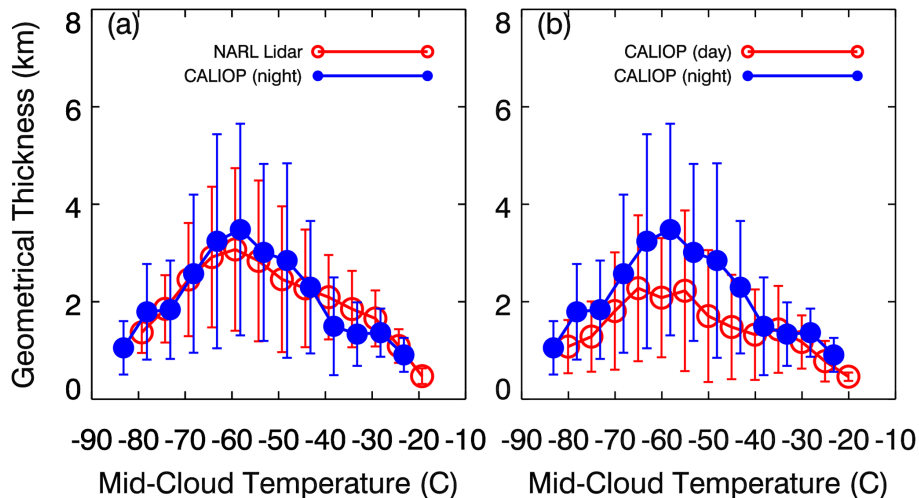 (a)
NARL Lidar
CALIOP (night)
(b)
CALIOP (day)
CALIOP (night)
Geometrical Thickness (km)
8
6
4
2
0
-90 -80 -70 -60 -50 -40 -30 -20 -10
-90 -80 -70 -60 -50 -40 -30 -20 -10
Mid-Cloud Temperature (C)
Mid-Cloud Temperature (C)
8
6
4
2
0